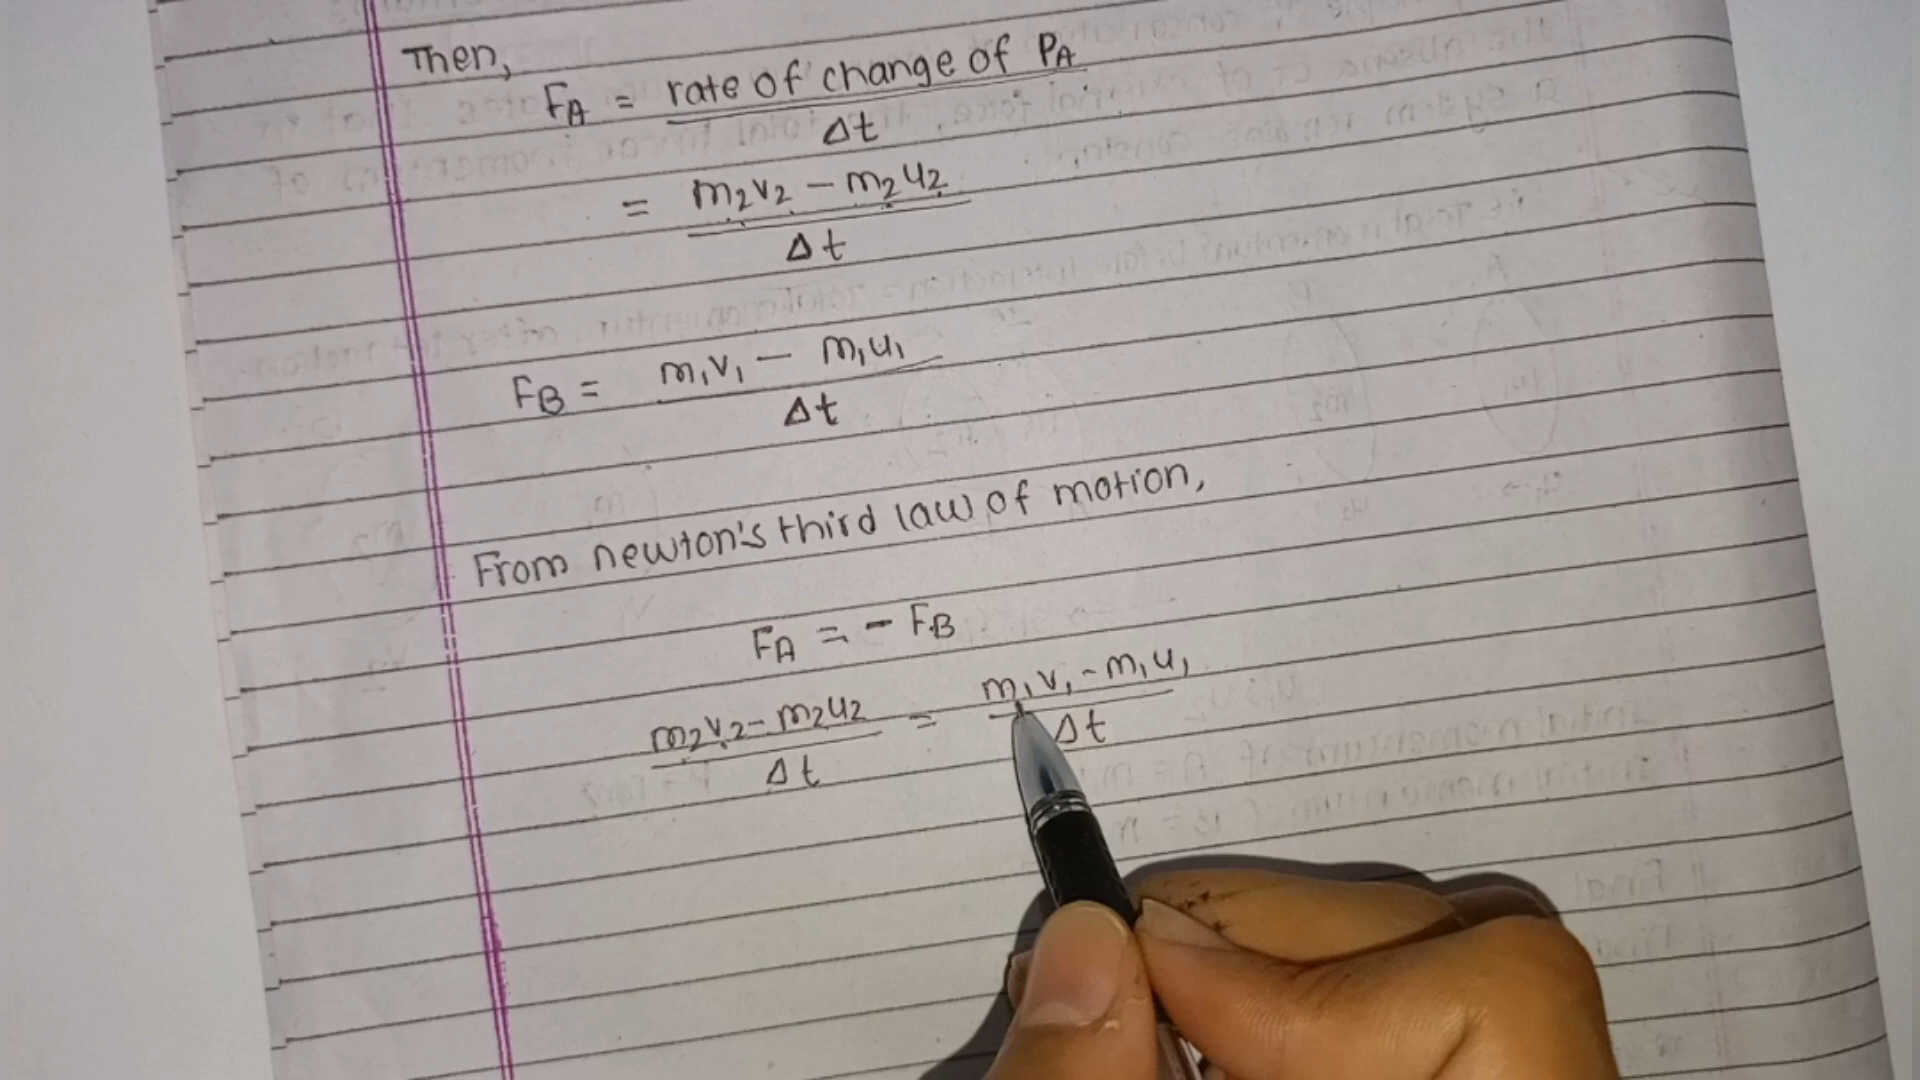 Then,
FA = rate of change of PA
Δt
= m2v2 - m2u2
Δt
FB = m1v1 - m1u1
Δt
From newton's third law of motion,
FA = - FB
m2v2 - m2u2 = m1v1 - m1u1
Δt Δt